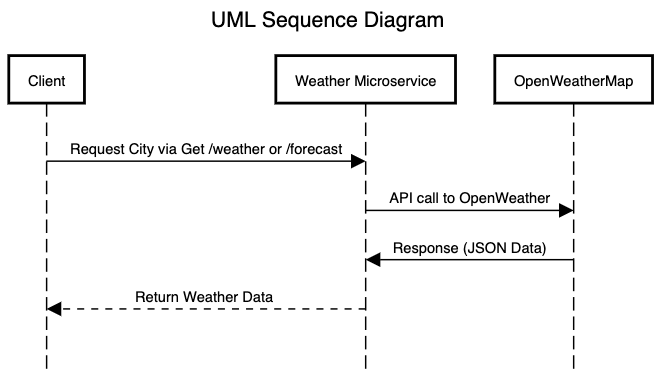 UML Sequence Diagram
Client
Weather Microservice
OpenWeatherMap
Request City via Get /weather or /forecast
API call to OpenWeather
Response (JSON Data)
Return Weather Data